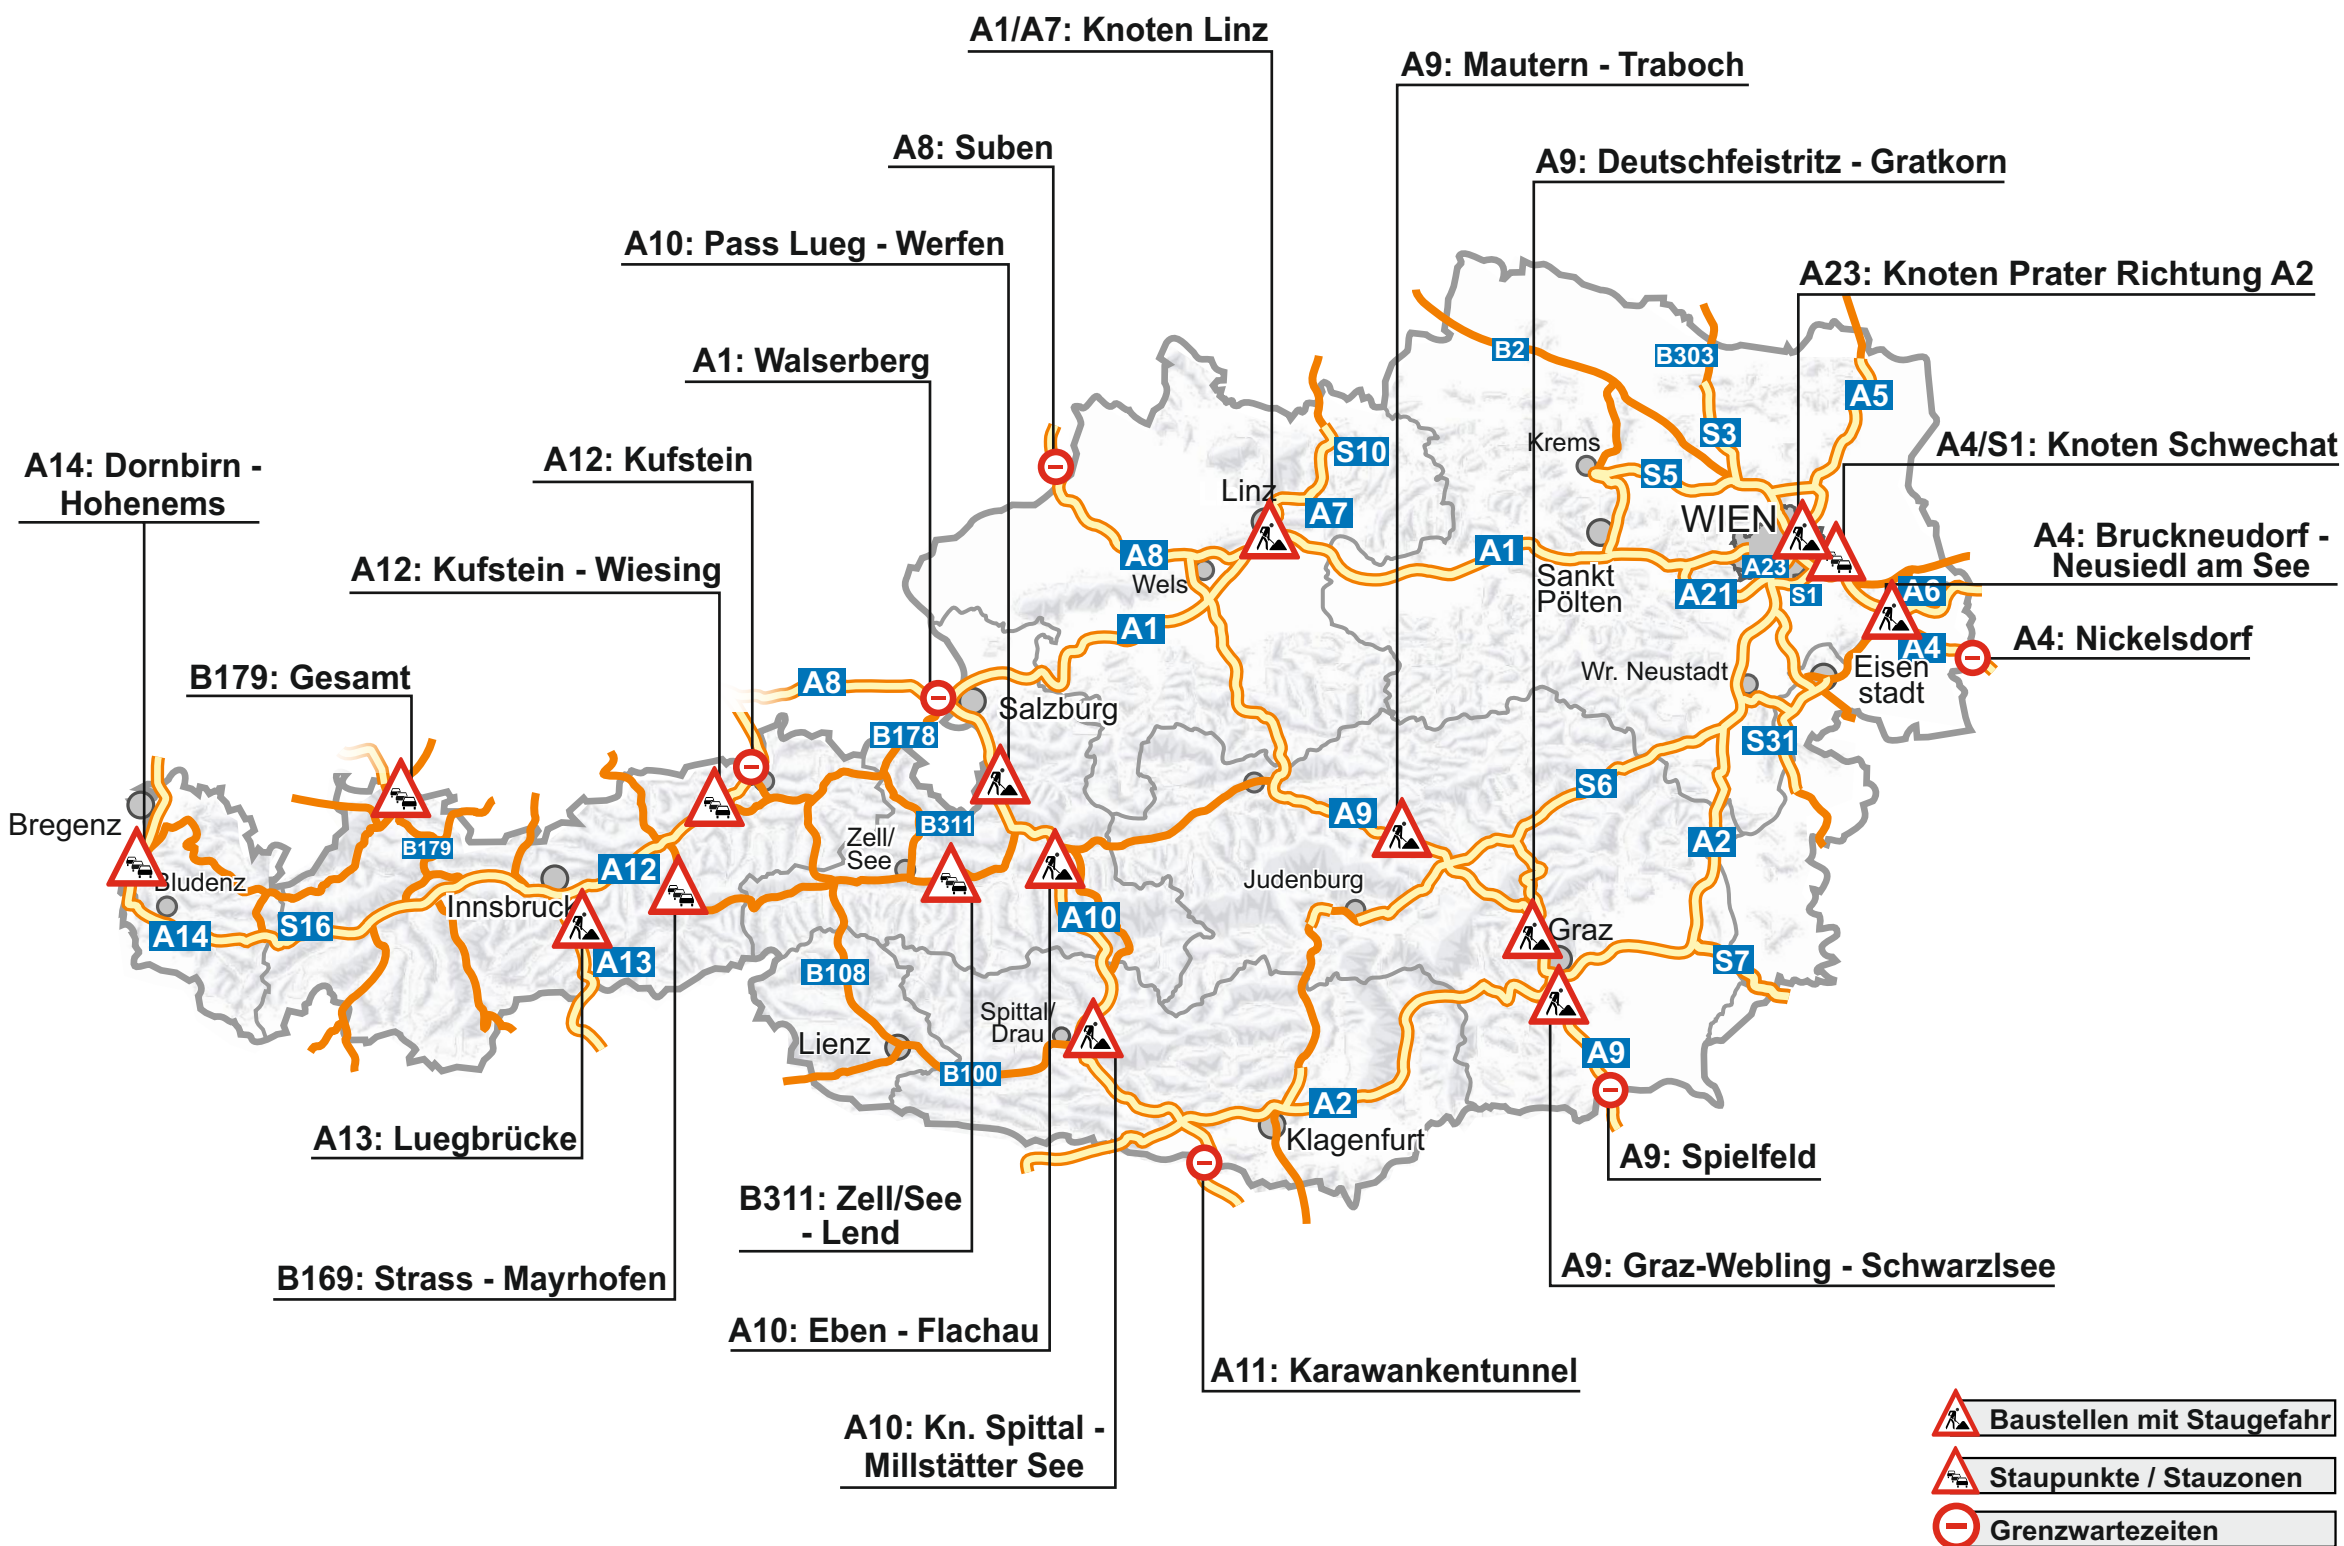 A1/A7: Knoten Linz
A9: Mautern - Traboch
A8: Suben
A9: Deutschfeistritz - Gratkorn
A10: Pass Lueg - Werfen
A23: Knoten Prater Richtung A2
A1: Walserberg
A4/S1: Knoten Schwechat
A14: Dornbirn -
Hohenems
A12: Kufstein
A4: Bruckneudorf -
Neusiedl am See
A12: Kufstein - Wiesing
A4: Nickelsdorf
B179: Gesamt
B2
B303
A5
S3
Krems
S10
S5
Linz
A7
WIEN
A8
A1
Wels
Sankt
Pölten
A23
A21
S1
A6
A1
A4
Wr. Neustadt
Eisen
stadt
A8
Salzburg
B178
S31
S6
Bregenz
B311
A9
Zell/
See
B179
A2
A12
Bludenz
Judenburg
Innsbruck
A14
S16
A10
Graz
A13
B108
S7
Spittal/
Drau
Lienz
B100
A9
A2
Klagenfurt
A13: Luegbrücke
A9: Spielfeld
B311: Zell/See
- Lend
B169: Strass - Mayrhofen
A9: Graz-Webling - Schwarzlsee
A10: Eben - Flachau
A11: Karawankentunnel
A10: Kn. Spittal -
Millstätter See
Baustellen mit Staugefahr
Staupunkte / Stauzonen
Grenzwartezeiten